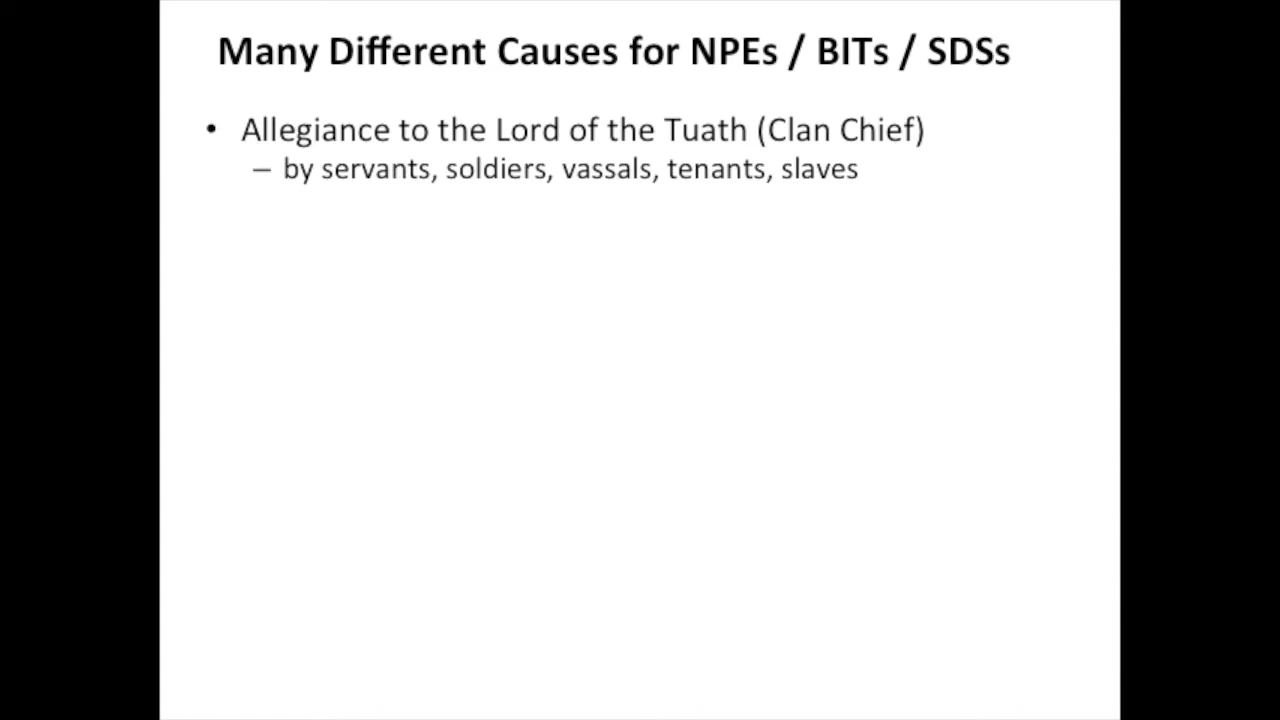 Many Different Causes for NPEs / BITs / SDSs
• Allegiance to the Lord of the Tuath (Clan Chief)
– by servants, soldiers, vassals, tenants, slaves